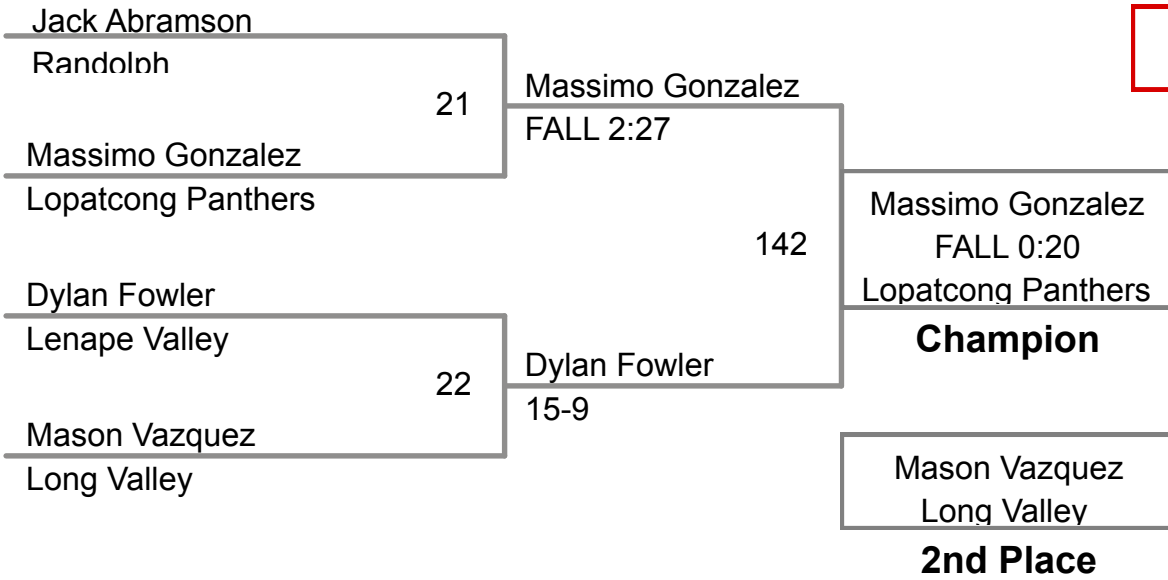 Jack Abramson
Randolph
21
Massimo Gonzalez
Lopatcong Panthers
Massimo Gonzalez
FALL 2:27
142
Dylan Fowler
Lenape Valley
22
Mason Vazquez
Long Valley
Dylan Fowler
15-9
Massimo Gonzalez
FALL 0:20
Lopatcong Panthers
Champion
Mason Vazquez
Long Valley
2nd Place